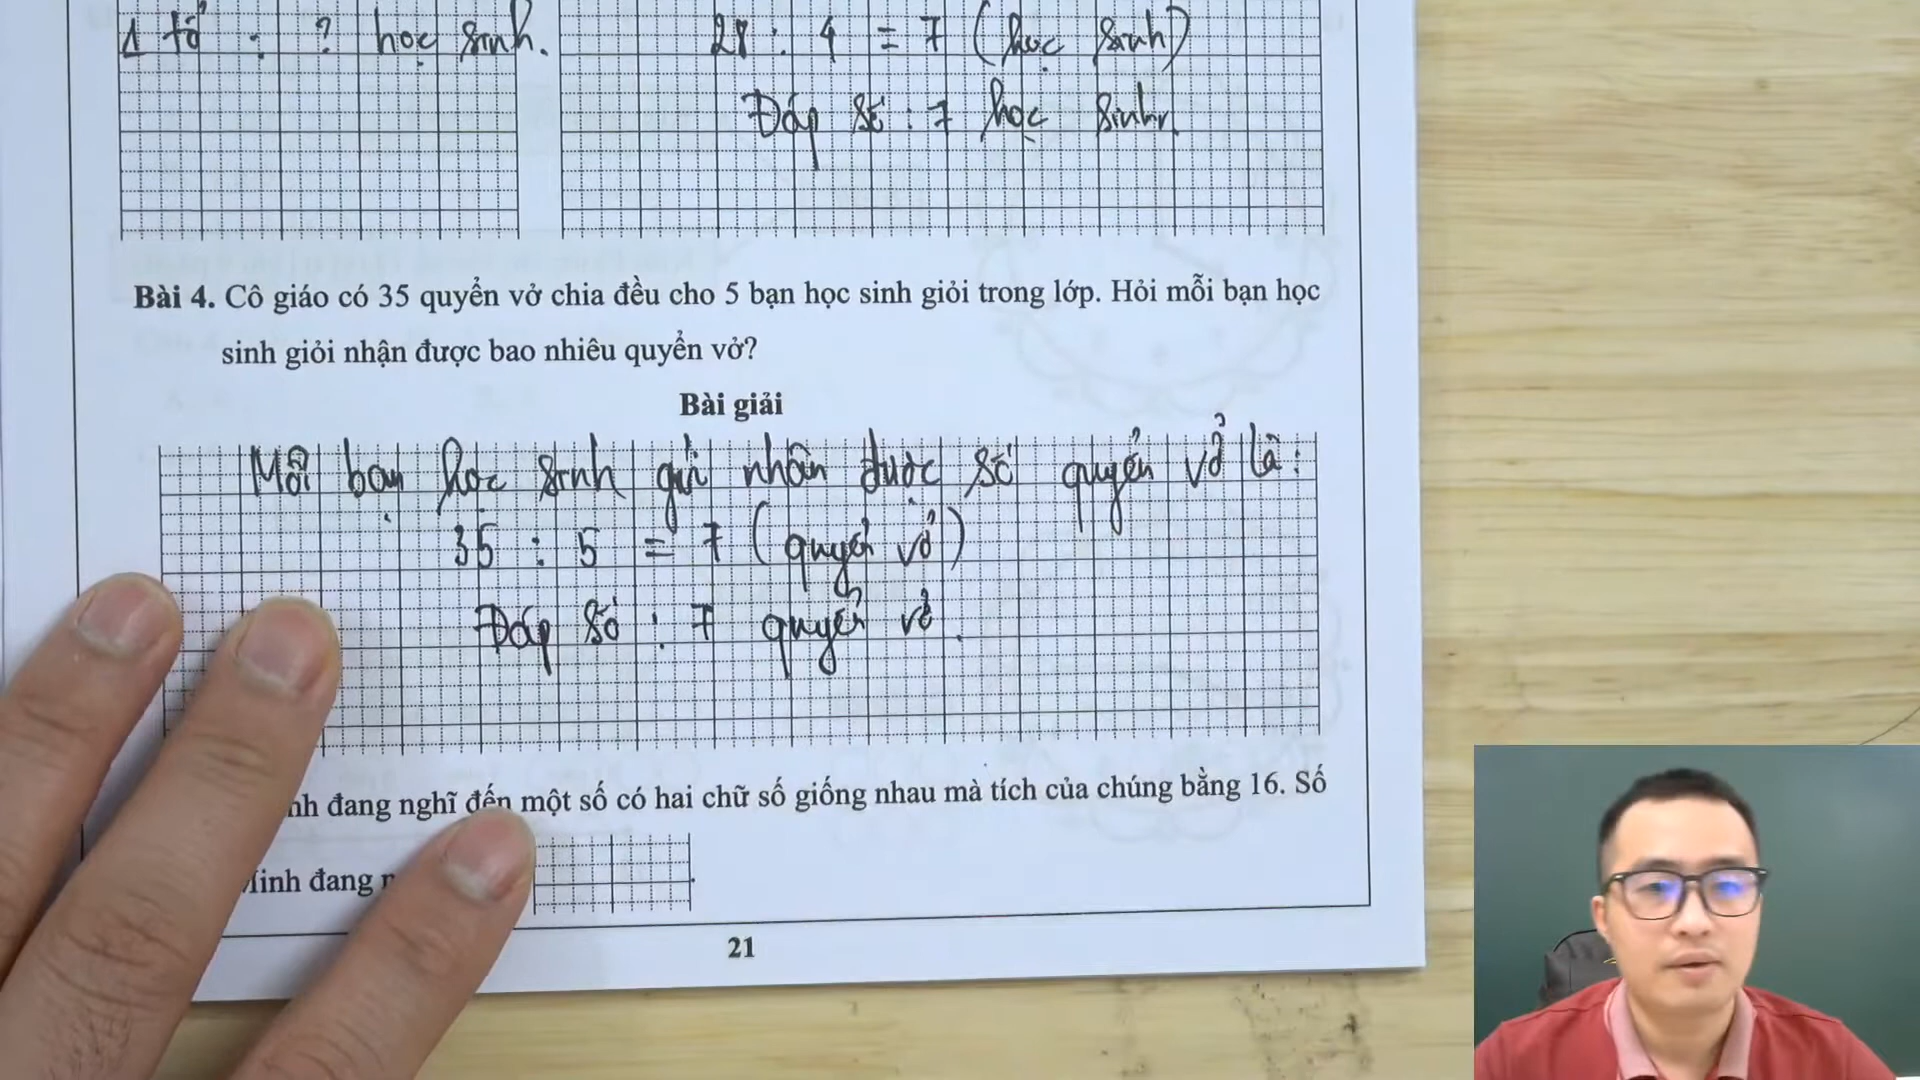 1 tổ : ? học sinh.
28 : 4 = 7 (học sinh)
Đáp số : 7 học sinh
Bài 4. Cô giáo có 35 quyển vở chia đều cho 5 bạn học sinh giỏi trong lớp. Hỏi mỗi bạn học
sinh giỏi nhận được bao nhiêu quyển vở?
Bài giải
Mỗi bạn học sinh giỏi nhận được số quyển vở là:
35 : 5 = 7 (quyển vở)
Đáp số : 7 quyển vở.
đang nghĩ đến một số có hai chữ số giống nhau mà tích của chúng bằng 16. Số
Minh đang
21